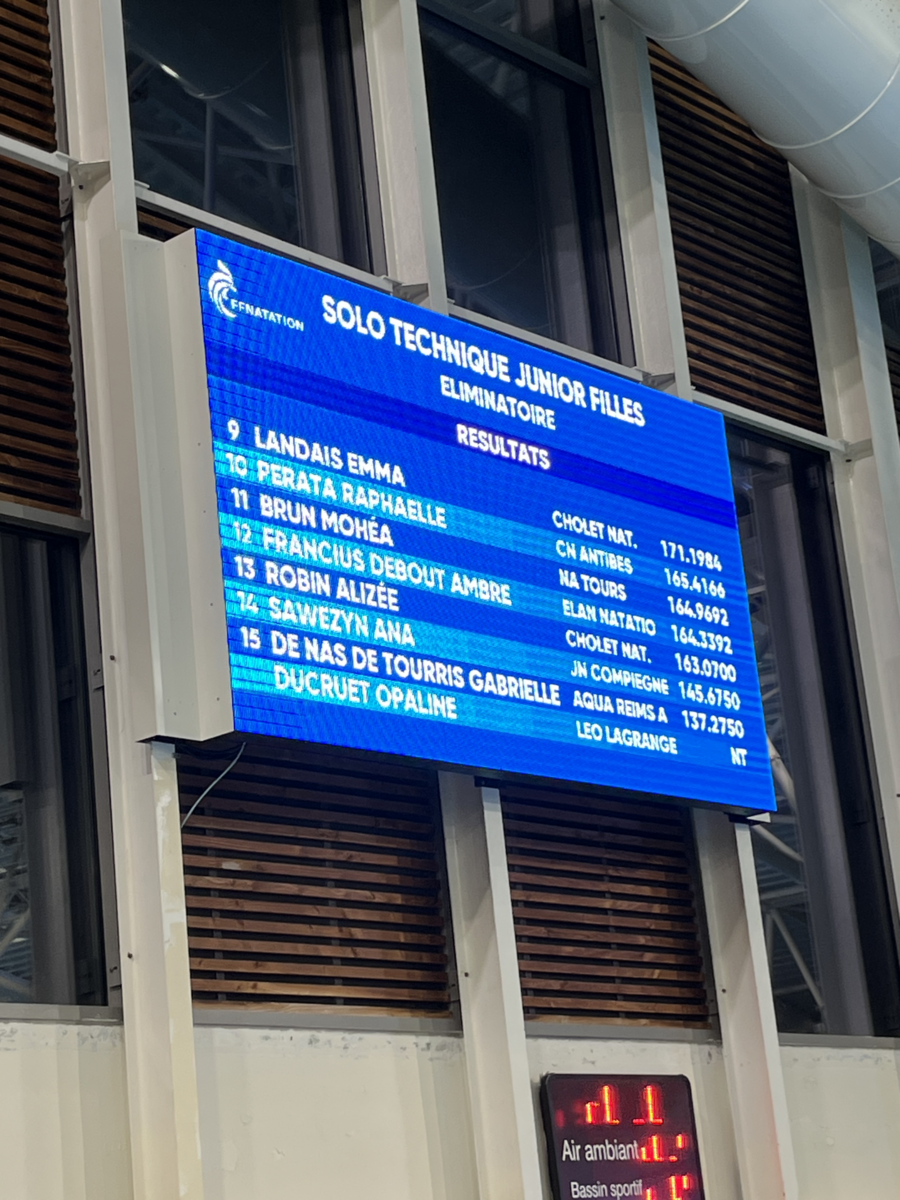 FFNATATION
SOLO TECHNIQUE JUNIOR FILLES
ELIMINATOIRE
RESULTATS
9 LANDAIS EMMA CHOLET NAT. 171.1984
10 PERATA RAPHAELLE CN ANTIBES 165.4166
11 BRUN MOHÉA NA TOURS 164.9692
12 FRANCIUS DEBOUT AMBRE ELAN NATATIO 164.3392
13 ROBIN ALIZÉE CHOLET NAT. 163.0700
14 SAWEZYN ANA JN COMPIEGNE 145.6750
15 DE NAS DE TOURRIS GABRIELLE AQUA REIMS A 137.2750
DUCRUET OPALINE LEO LAGRANGE NT
Air ambiant
Bassin sportif